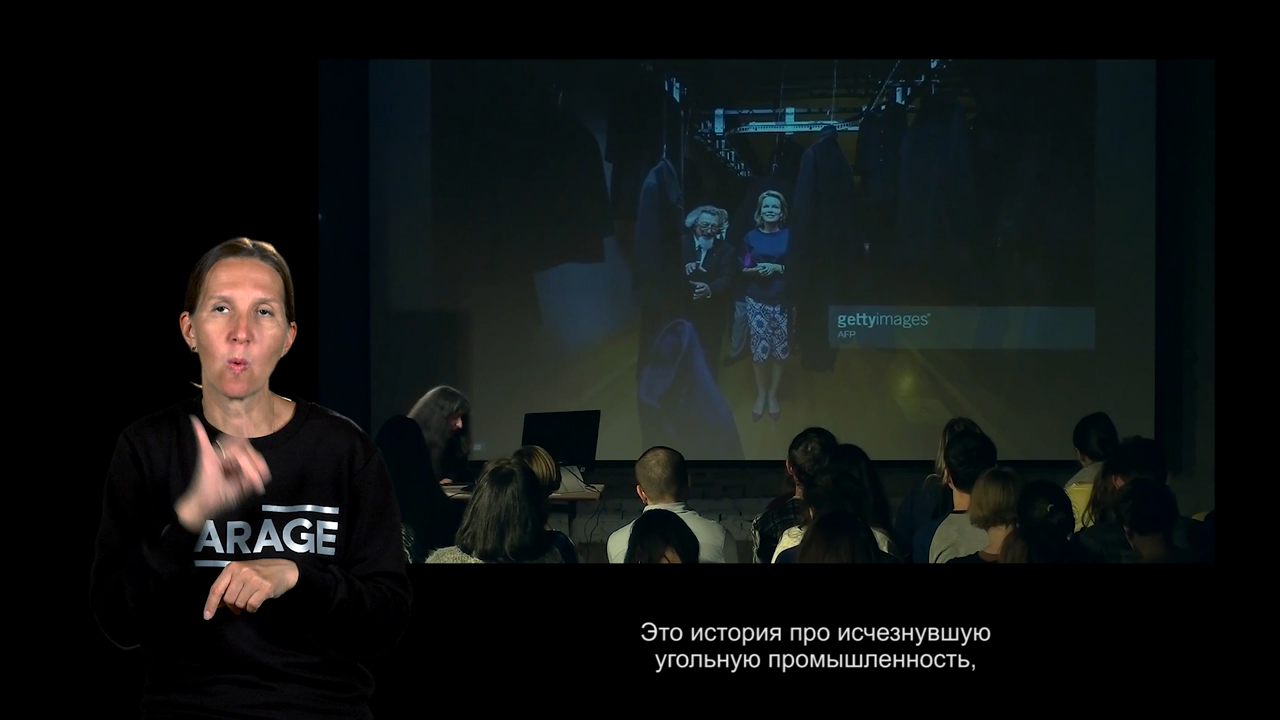 gettyimages®
AFP
ARAGE
Это история про исчезнувшую
угольную промышленность,